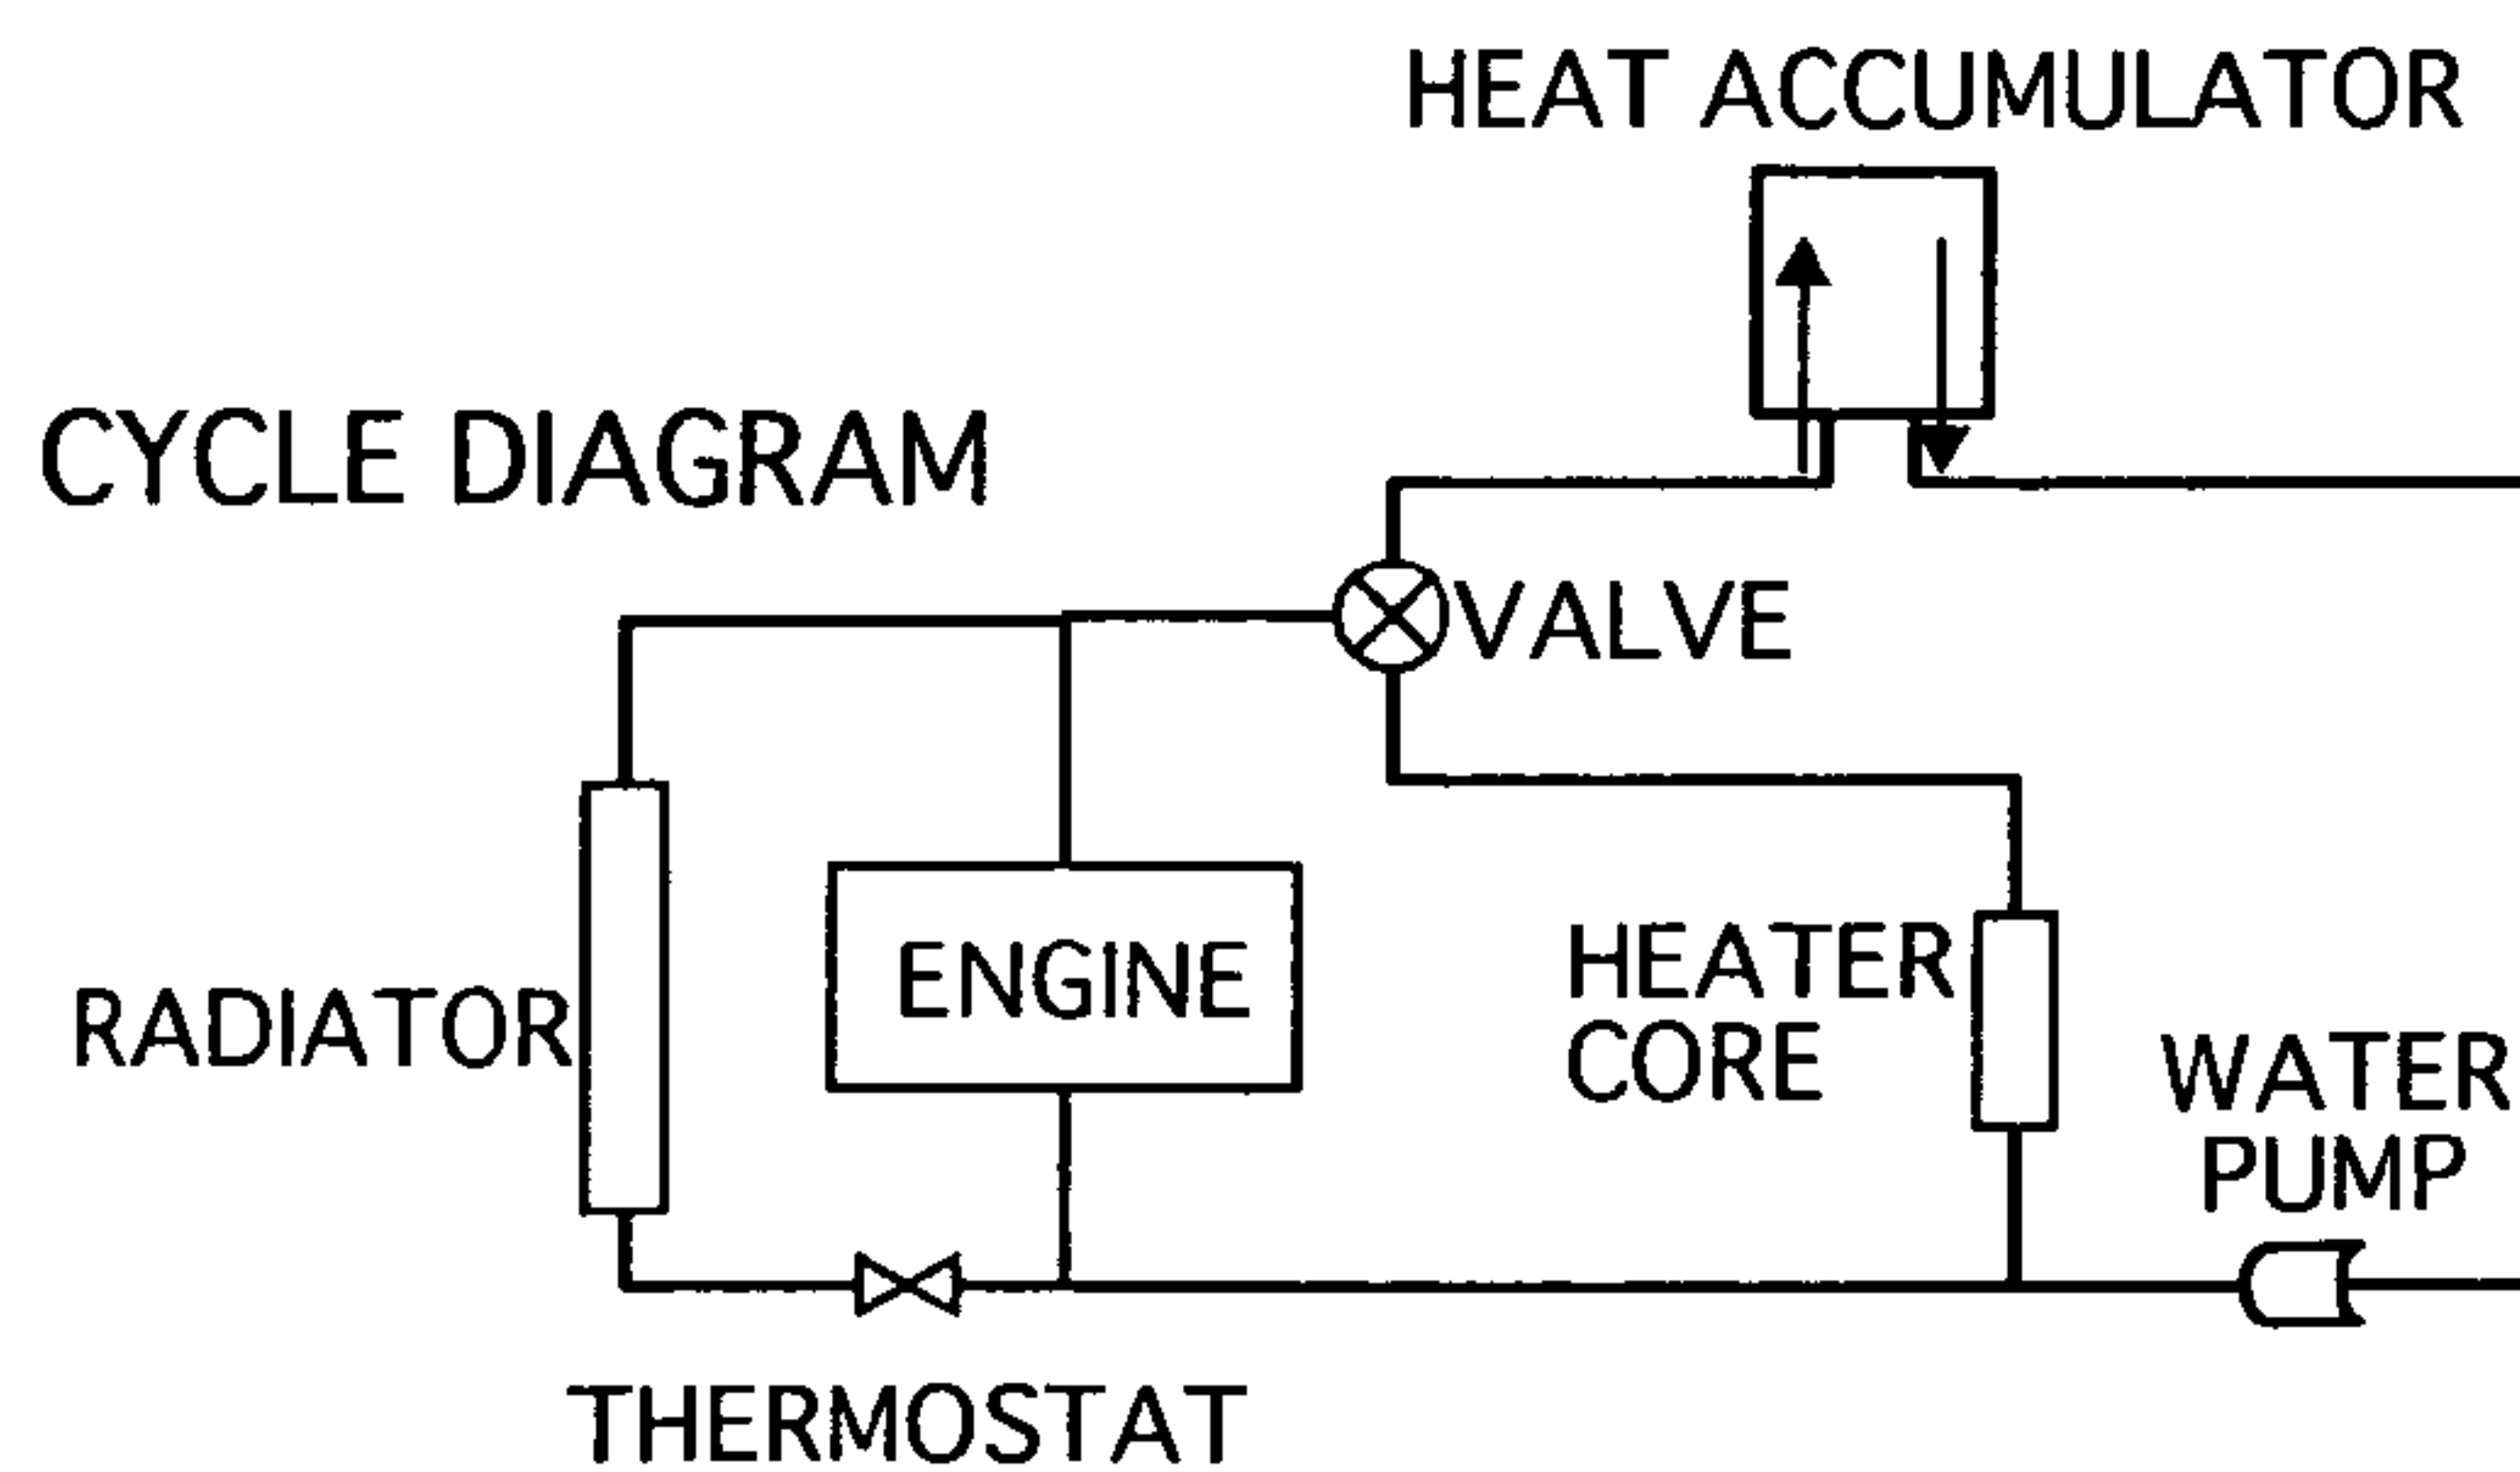 HEAT ACCUMULATOR
CYCLE DIAGRAM
VALVE
ENGINE
RADIATOR
HEATER
CORE
WATER
PUMP
THERMOSTAT